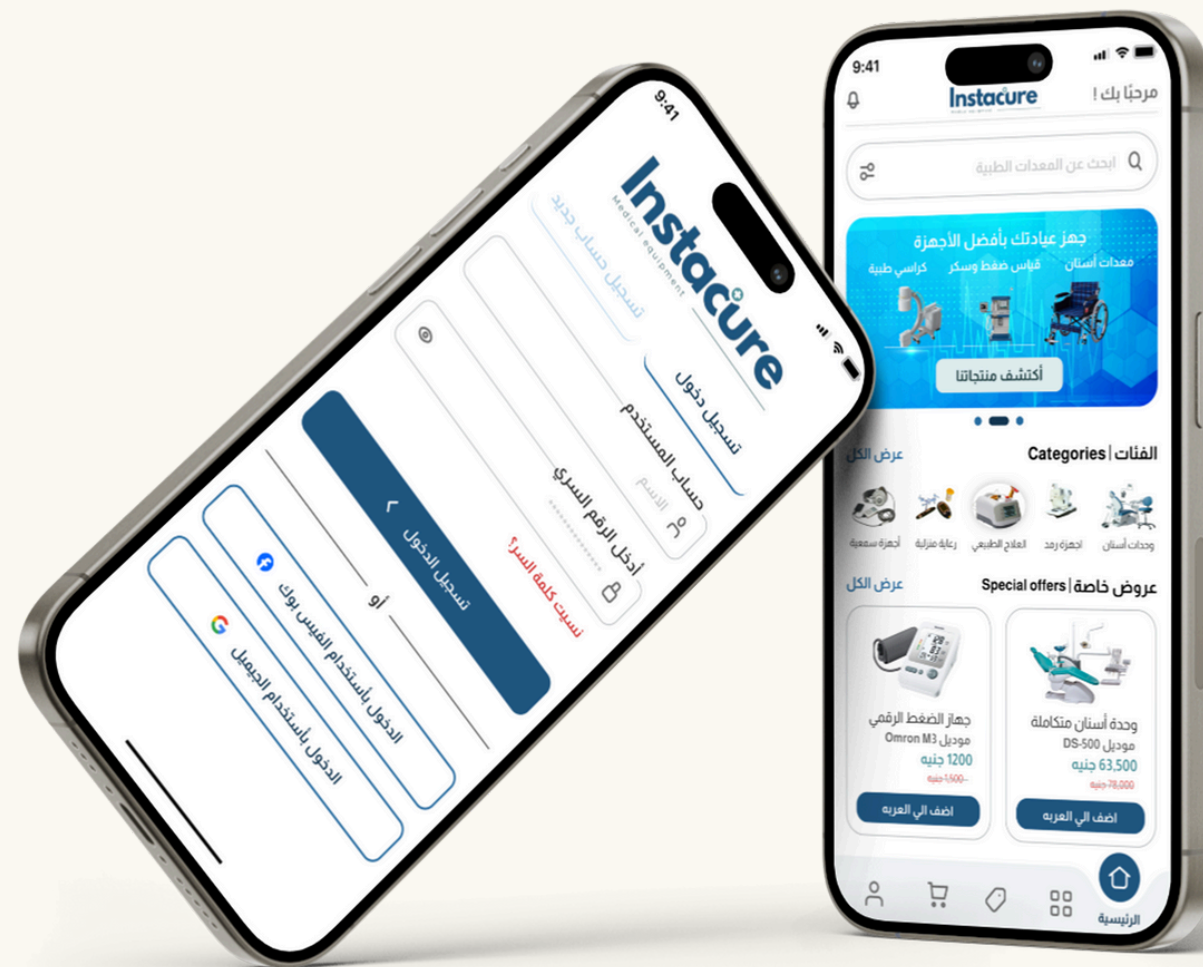 9:41
Instacure
Medical equipment
تسجيل دخول
تسجيل حساب جديد
حساب المستخدم
الاسم
أدخل الرقم السري
نسيت كلمة السر؟
تسجيل الدخول
أو
الدخول بأستخدام الفيس بوك
الدخول بأستخدام الجيميل
9:41
مرحبًا بك !
Instacure
ابحث عن المعدات الطبية
جهز عيادتك بأفضل الأجهزة
معدات أسنان قياس ضغط وسكر كراسي طبية
أكتشف منتجاتنا
الفئات | Categories عرض الكل
وحدات أسنان
اجهزة رمد
العلاج الطبيعي
رعاية منزلية
أجهزة سمعية
عروض خاصة | Special offers عرض الكل
وحدة أسنان متكاملة
موديل DS-500
63,500 جنيه
78,000 جنيه
اضف الي العربه
جهاز الضغط الرقمي
موديل Omron M3
1200 جنيه
1,500 جنيه
اضف الي العربه
الرئيسية